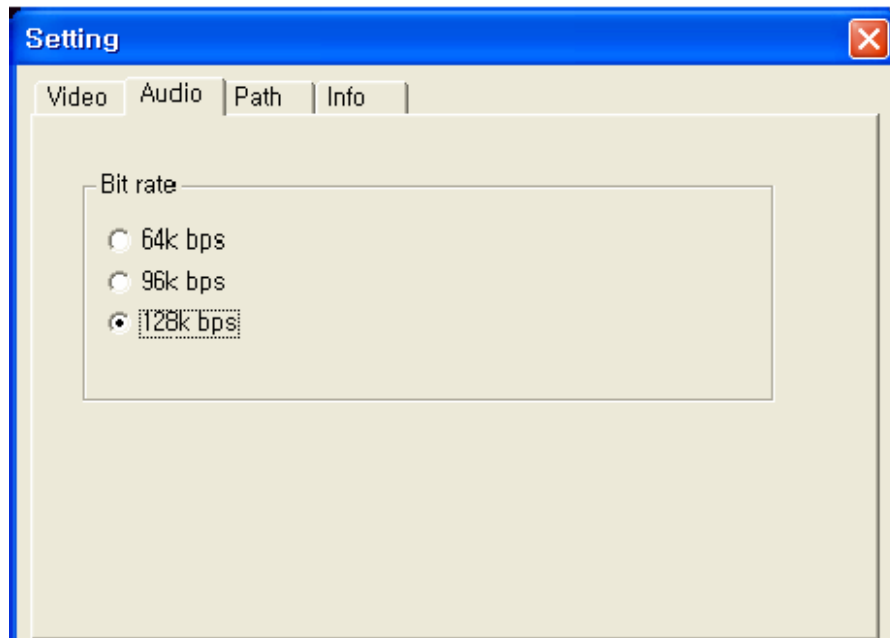 Setting
Video Audio Path Info
Bit rate
64k bps
96k bps
128k bps